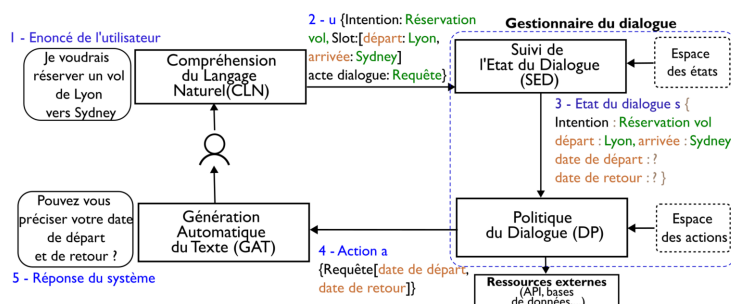 Gestionnaire du dialogue
1 - Enoncé de l'utilisateur
Je voudrais
réserver un vol
de Lyon
vers Sydney
Compréhension
du Langage
Naturel(CLN)
2 - u {Intention: Réservation
vol, Slot:[départ: Lyon,
arrivée: Sydney]
acte dialogue: Requête}
Suivi de
l'Etat du Dialogue
(SED)
Espace
des états
3 - Etat du dialogue s {
Intention : Réservation vol
départ : Lyon, arrivée : Sydney
date de départ : ?
date de retour : ? }
Politique
du Dialogue (DP)
Espace
des actions
Ressources externes
(API, bases
de données...)
4 - Action a
{Requête[date de départ,
date de retour]}
Génération
Automatique
du Texte (GAT)
Pouvez vous
préciser votre date
de départ
et de retour ?
5 - Réponse du système